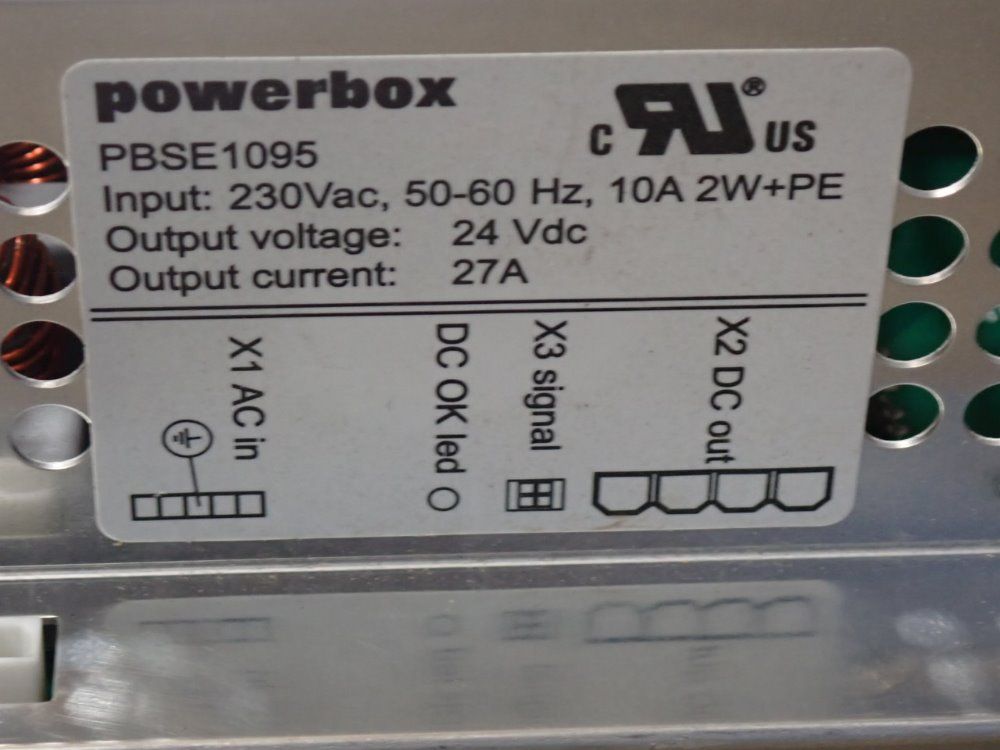 powerbox
C RU® US
PBSE1095
Input: 230Vac, 50-60 Hz, 10A 2W+PE
Output voltage: 24 Vdc
Output current: 27A
X1 AC in
DC OK led
X3 signal
X2 DC out